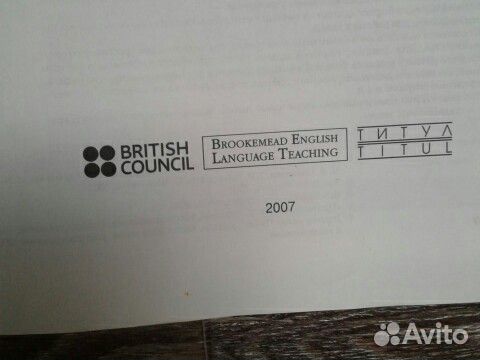 BRITISH
COUNCIL
BROOKEMEAD ENGLISH
LANGUAGE TEACHING
ТИТУЛ
TITUL
2007
Avito